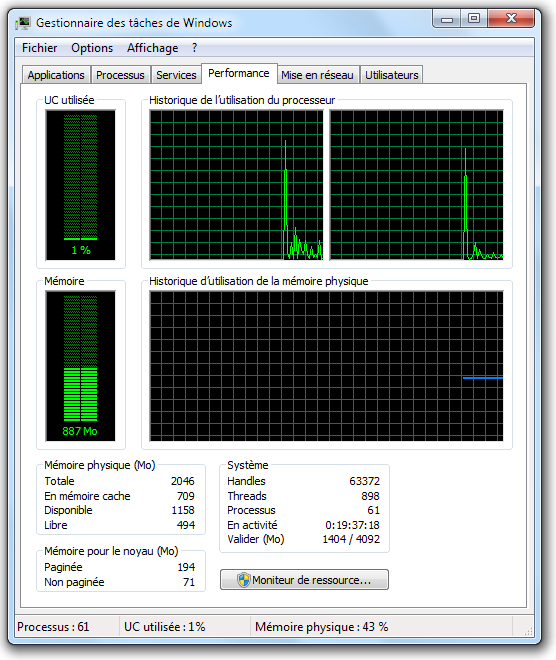 Gestionnaire des tâches de Windows
Fichier Options Affichage ?
Applications Processus Services Performance Mise en réseau Utilisateurs
UC utilisée
1 %
Historique de l'utilisation du processeur
Mémoire
887 Mo
Historique d'utilisation de la mémoire physique
Mémoire physique (Mo)
Totale 2046
En mémoire cache 709
Disponible 1158
Libre 494
Mémoire pour le noyau (Mo)
Paginée 194
Non paginée 71
Système
Handles 63372
Threads 898
Processus 61
En activité 0:19:37:18
Valider (Mo) 1404 / 4092
Moniteur de ressource...
Processus : 61 UC utilisée : 1% Mémoire physique : 43 %